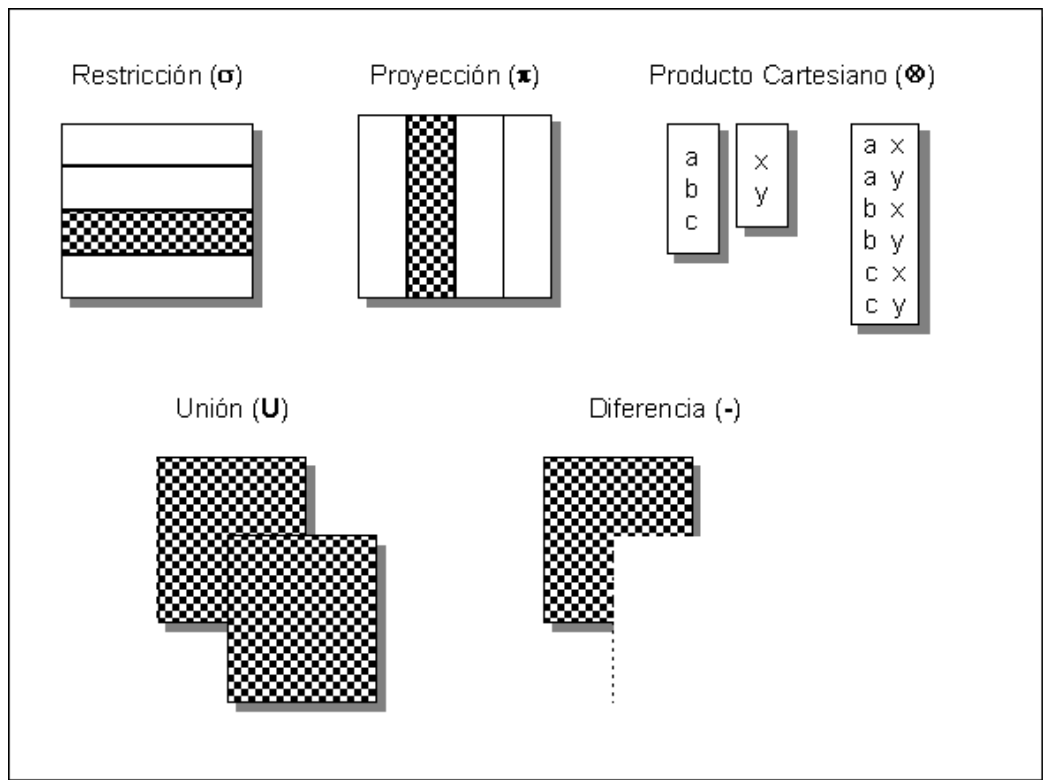 Restricción (σ)
Proyección (π)
Producto Cartesiano (⊗)
a
b
c
x
y
a x
a y
b x
b y
c x
c y
Unión (U)
Diferencia (-)